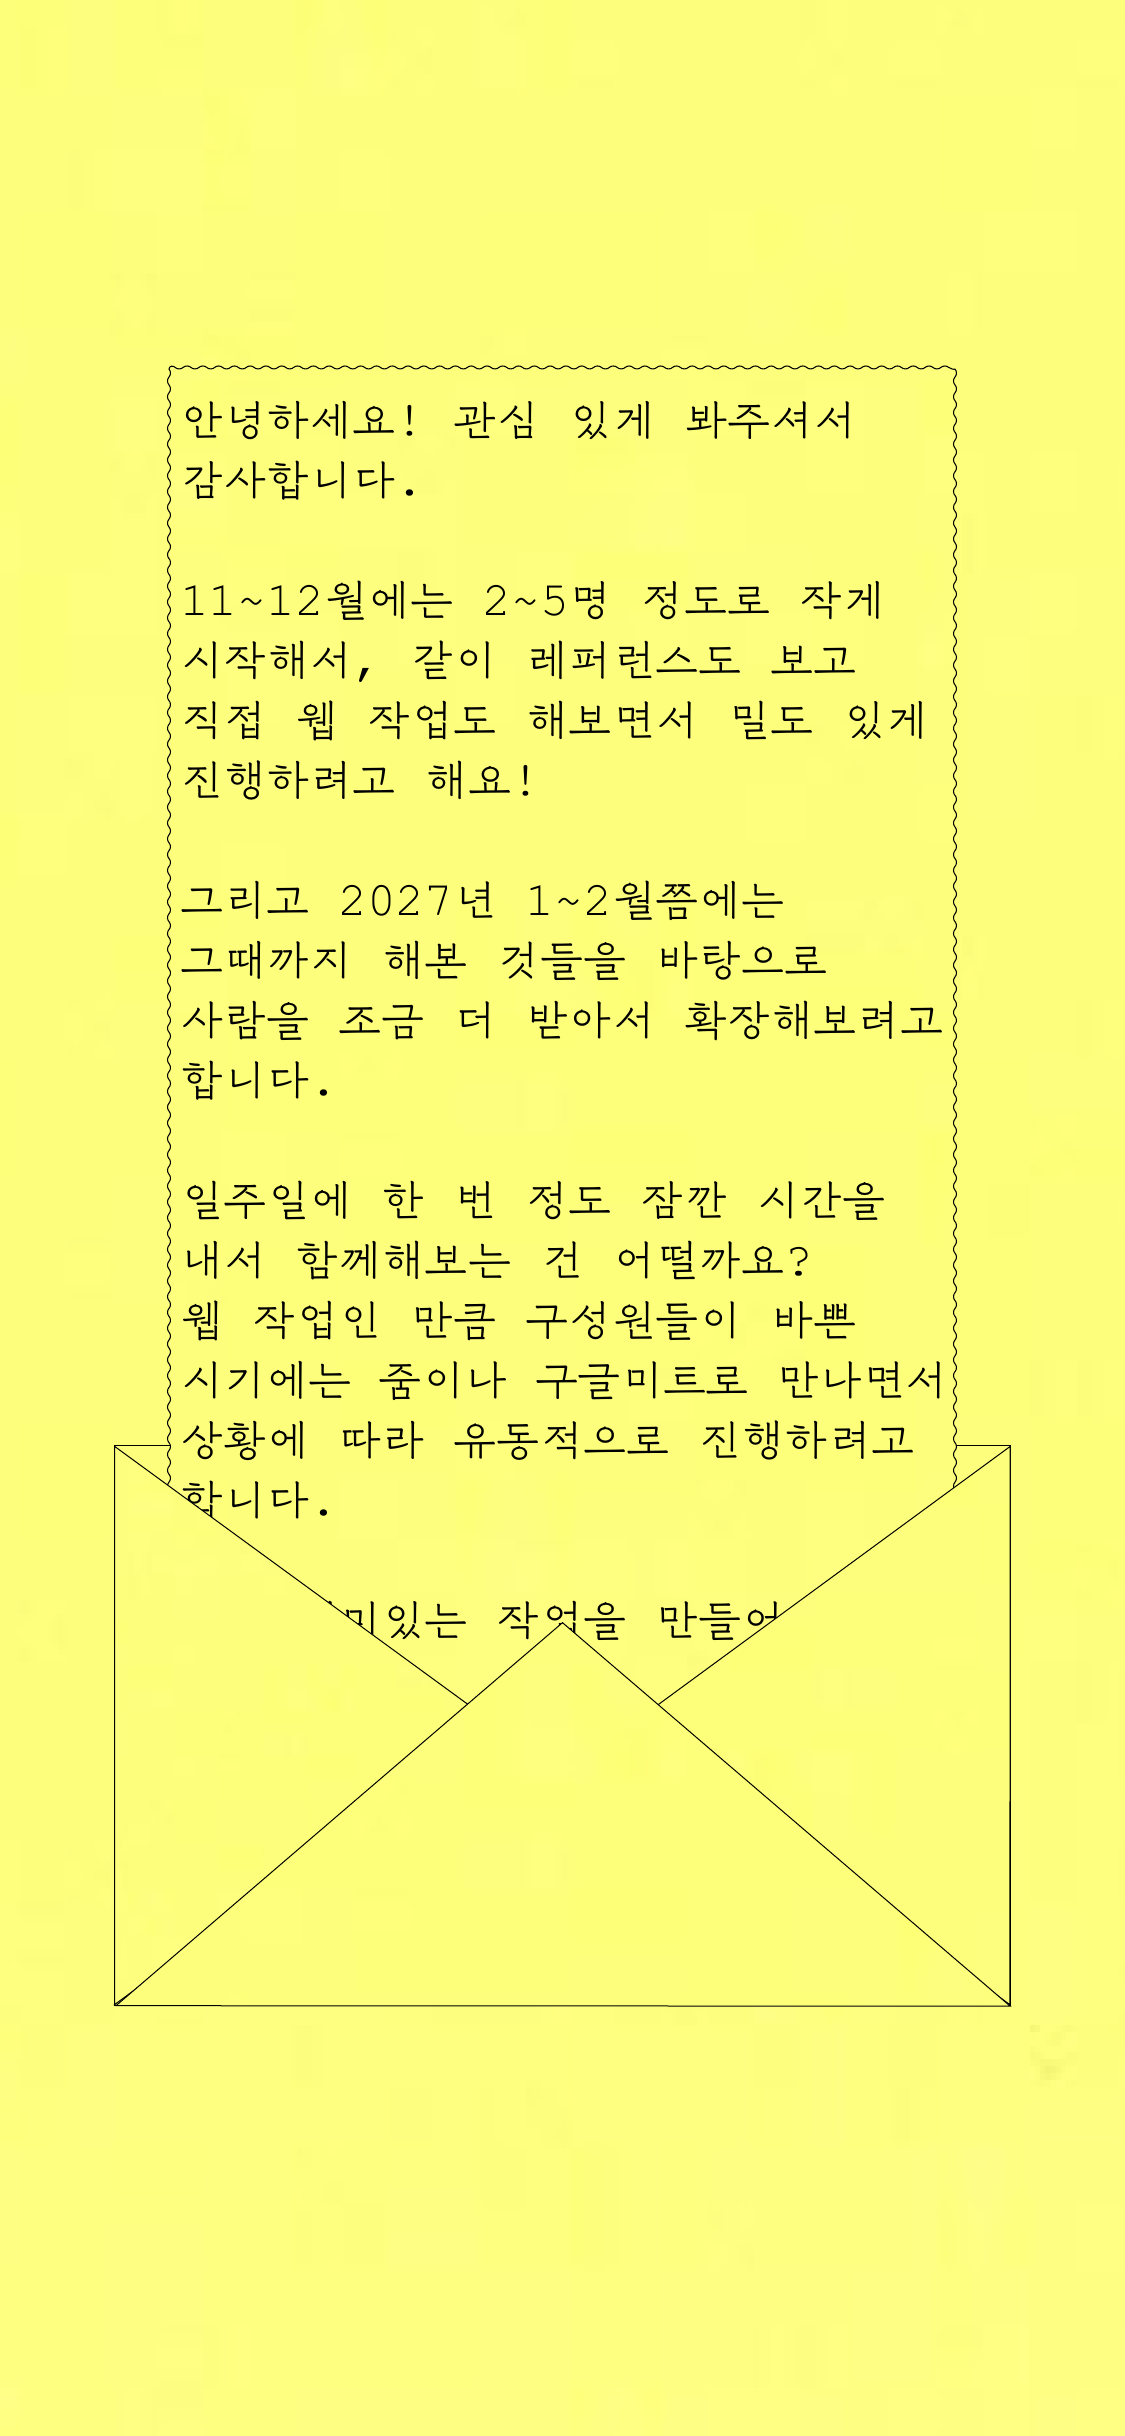 안녕하세요! 관심 있게 봐주셔서
감사합니다.
11~12월에는 2~5명 정도로 작게
시작해서, 같이 레퍼런스도 보고
직접 웹 작업도 해보면서 밀도 있게
진행하려고 해요!
그리고 2027년 1~2월쯤에는
그때까지 해본 것들을 바탕으로
사람을 조금 더 받아서 확장해보려고
합니다.
일주일에 한 번 정도 잠깐 시간을
내서 함께해보는 건 어떨까요?
웹 작업인 만큼 구성원들이 바쁜
시기에는 줌이나 구글미트로 만나면서
상황에 따라 유동적으로 진행하려고
합니다.
작업을